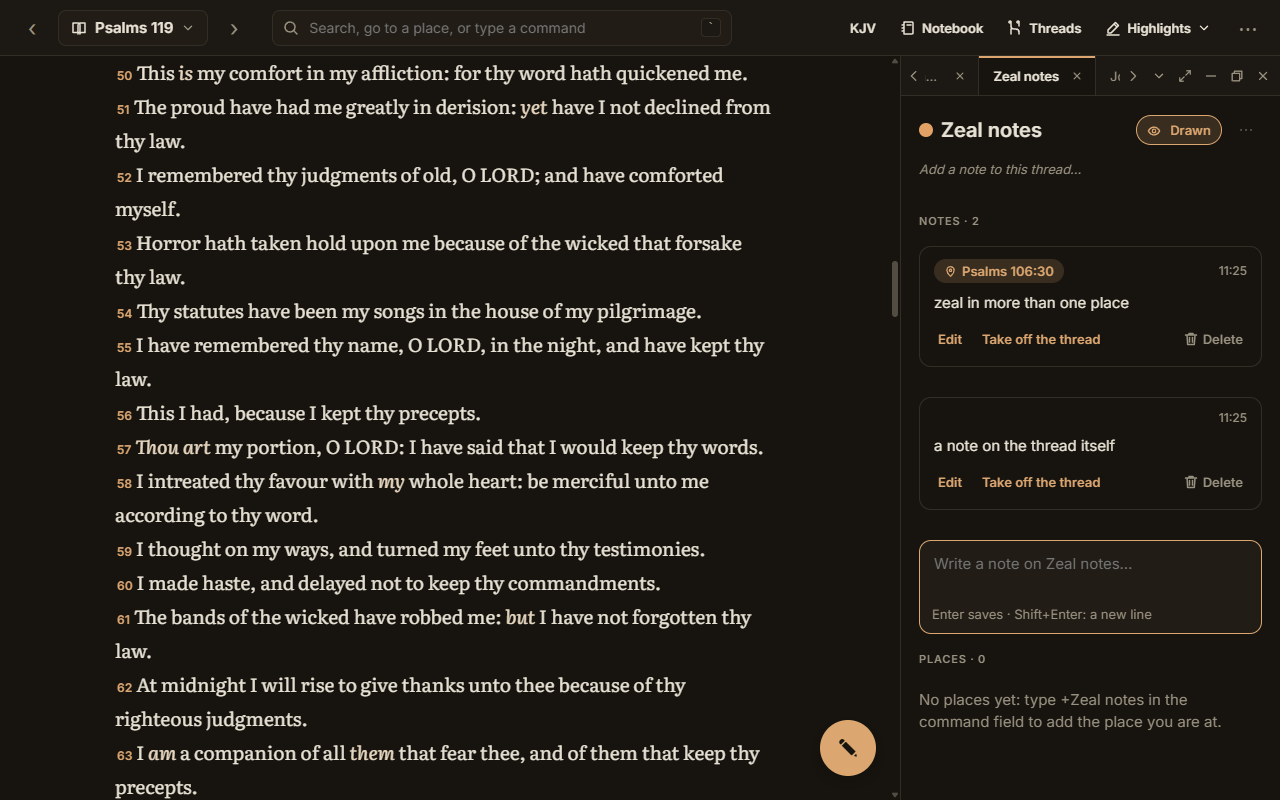 Psalms 119
Search, go to a place, or type a command
`
KJV
Notebook
Threads
Highlights
...
50 This is my comfort in my affliction: for thy word hath quickened me.
51 The proud have had me greatly in derision: yet have I not declined from
thy law.
52 I remembered thy judgments of old, O LORD; and have comforted
myself.
53 Horror hath taken hold upon me because of the wicked that forsake
thy law.
54 Thy statutes have been my songs in the house of my pilgrimage.
55 I have remembered thy name, O LORD, in the night, and have kept thy
law.
56 This I had, because I kept thy precepts.
57 Thou art my portion, O LORD: I have said that I would keep thy words.
58 I intreated thy favour with my whole heart: be merciful unto me
according to thy word.
59 I thought on my ways, and turned my feet unto thy testimonies.
60 I made haste, and delayed not to keep thy commandments.
61 The bands of the wicked have robbed me: but I have not forgotten thy
law.
62 At midnight I will rise to give thanks unto thee because of thy
righteous judgments.
63 I am a companion of all them that fear thee, and of them that keep thy
precepts.
...
Zeal notes
Zeal notes
Drawn
...
Add a note to this thread...
NOTES · 2
Psalms 106:30
11:25
zeal in more than one place
Edit
Take off the thread
Delete
11:25
a note on the thread itself
Edit
Take off the thread
Delete
Write a note on Zeal notes...
Enter saves · Shift+Enter: a new line
PLACES · 0
No places yet: type +Zeal notes in the
command field to add the place you are at.